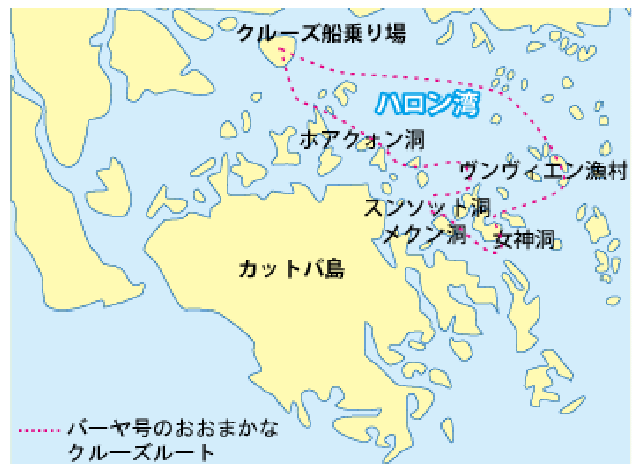 クルーズ船乗り場
ハロン湾
ホアクォン洞
ヴンヴィエン漁村
スンソット洞
メクン洞
女神洞
カットバ島
バーヤ号のおおまかな
クルーズルート